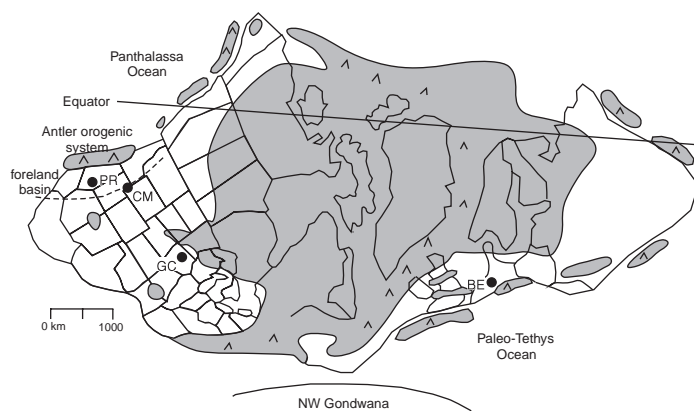 Panthalassa
Ocean
Equator
Antler orogenic
system
foreland
basin
PR
CM
GC
BE
0 km 1000
Paleo-Tethys
Ocean
NW Gondwana